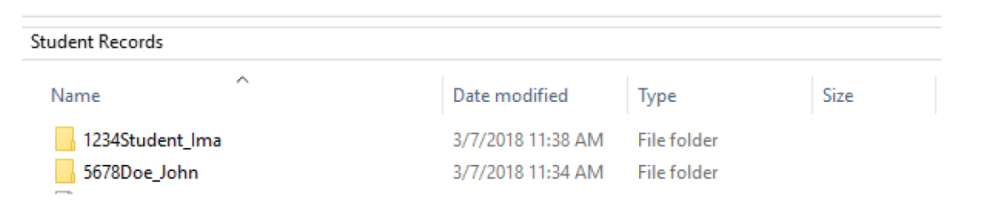 Student Records
Name Date modified Type Size
1234Student_Ima 3/7/2018 11:38 AM File folder
5678Doe_John 3/7/2018 11:34 AM File folder